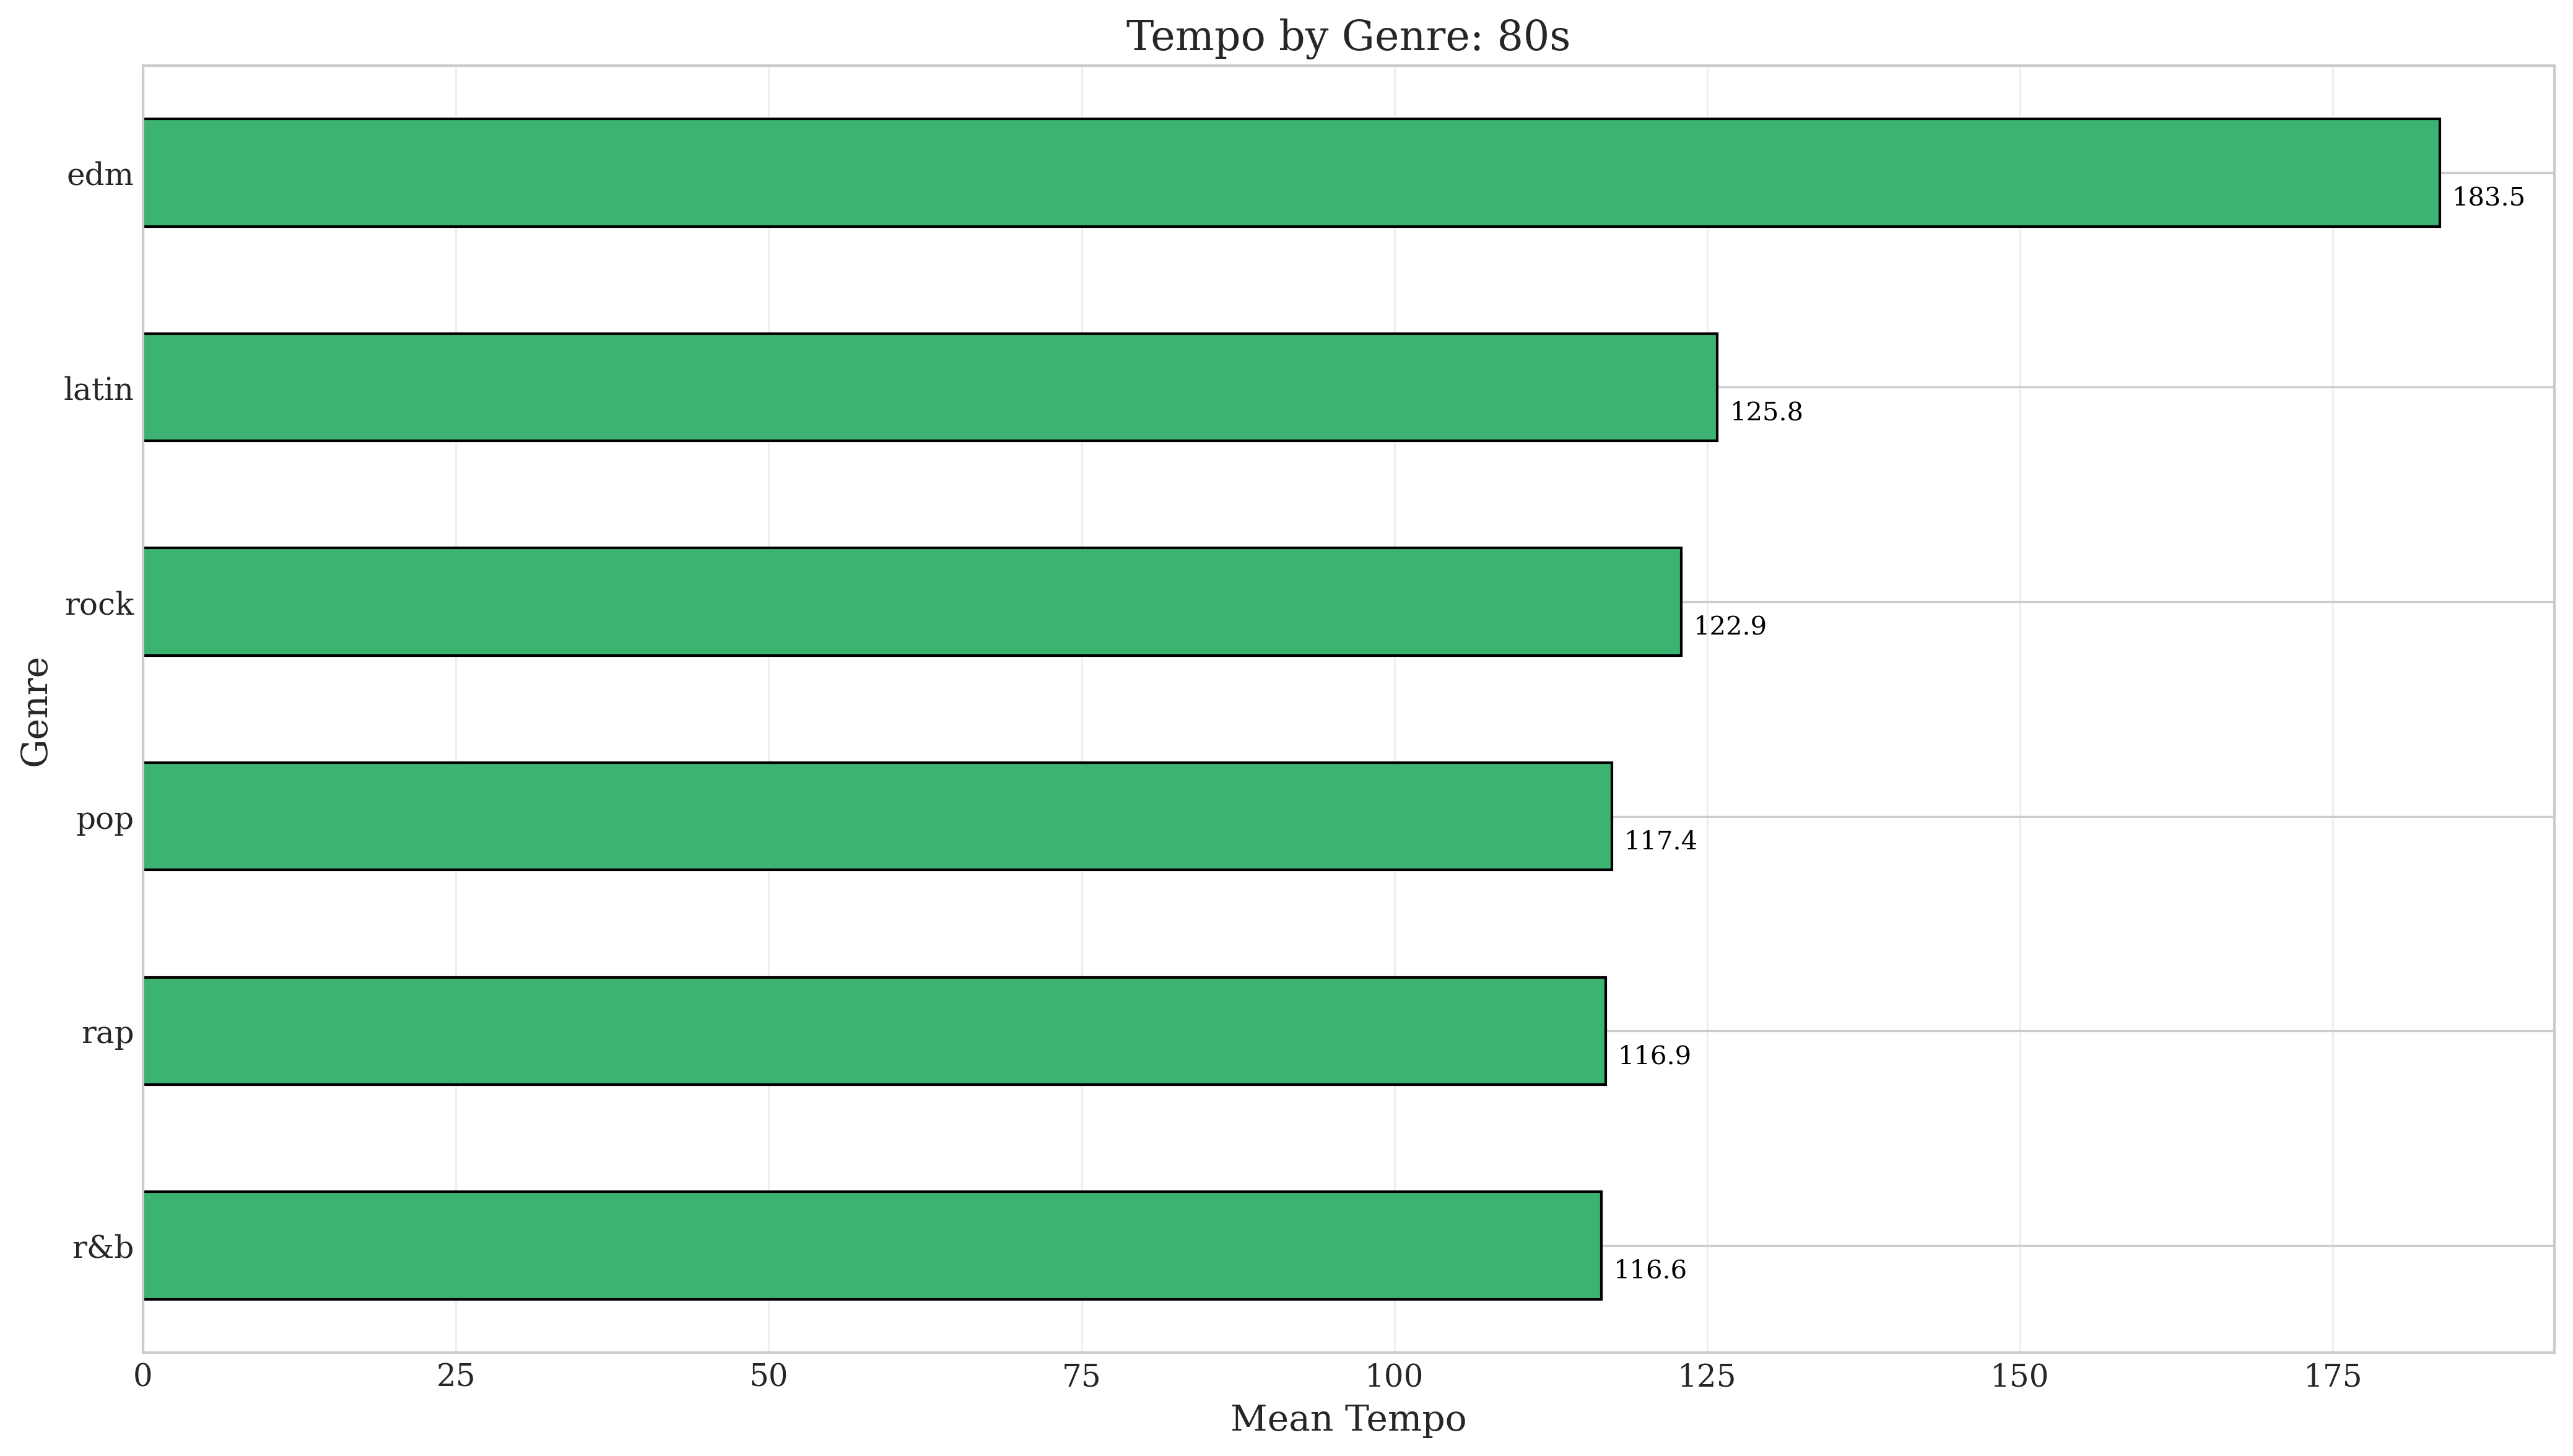 Tempo by Genre: 80s
edm
183.5
latin
125.8
rock
122.9
Genre
pop
117.4
rap
116.9
r&b
116.6
0 25 50 75 100 125 150 175
Mean Tempo